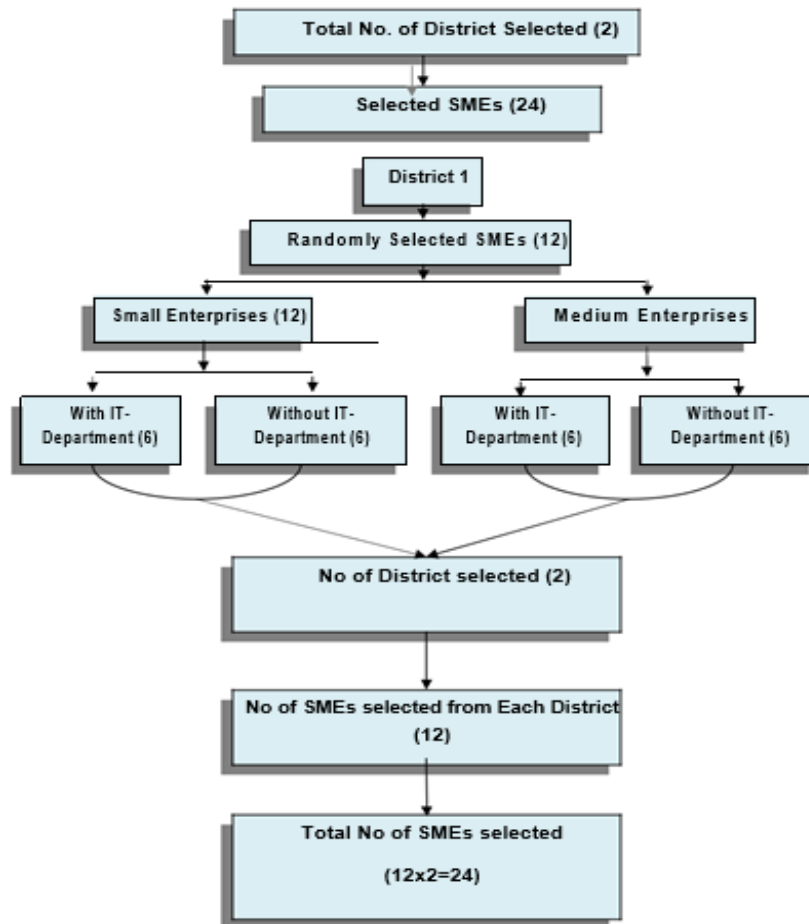 Total No. of District Selected (2)
Selected SMEs (24)
District 1
Randomly Selected SMEs (12)
Small Enterprises (12)
Medium Enterprises
With IT-
Department (6)
Without IT-
Department (6)
With IT-
Department (6)
Without IT-
Department (6)
No of District selected (2)
No of SMEs selected from Each District
(12)
Total No of SMEs selected
(12x2=24)